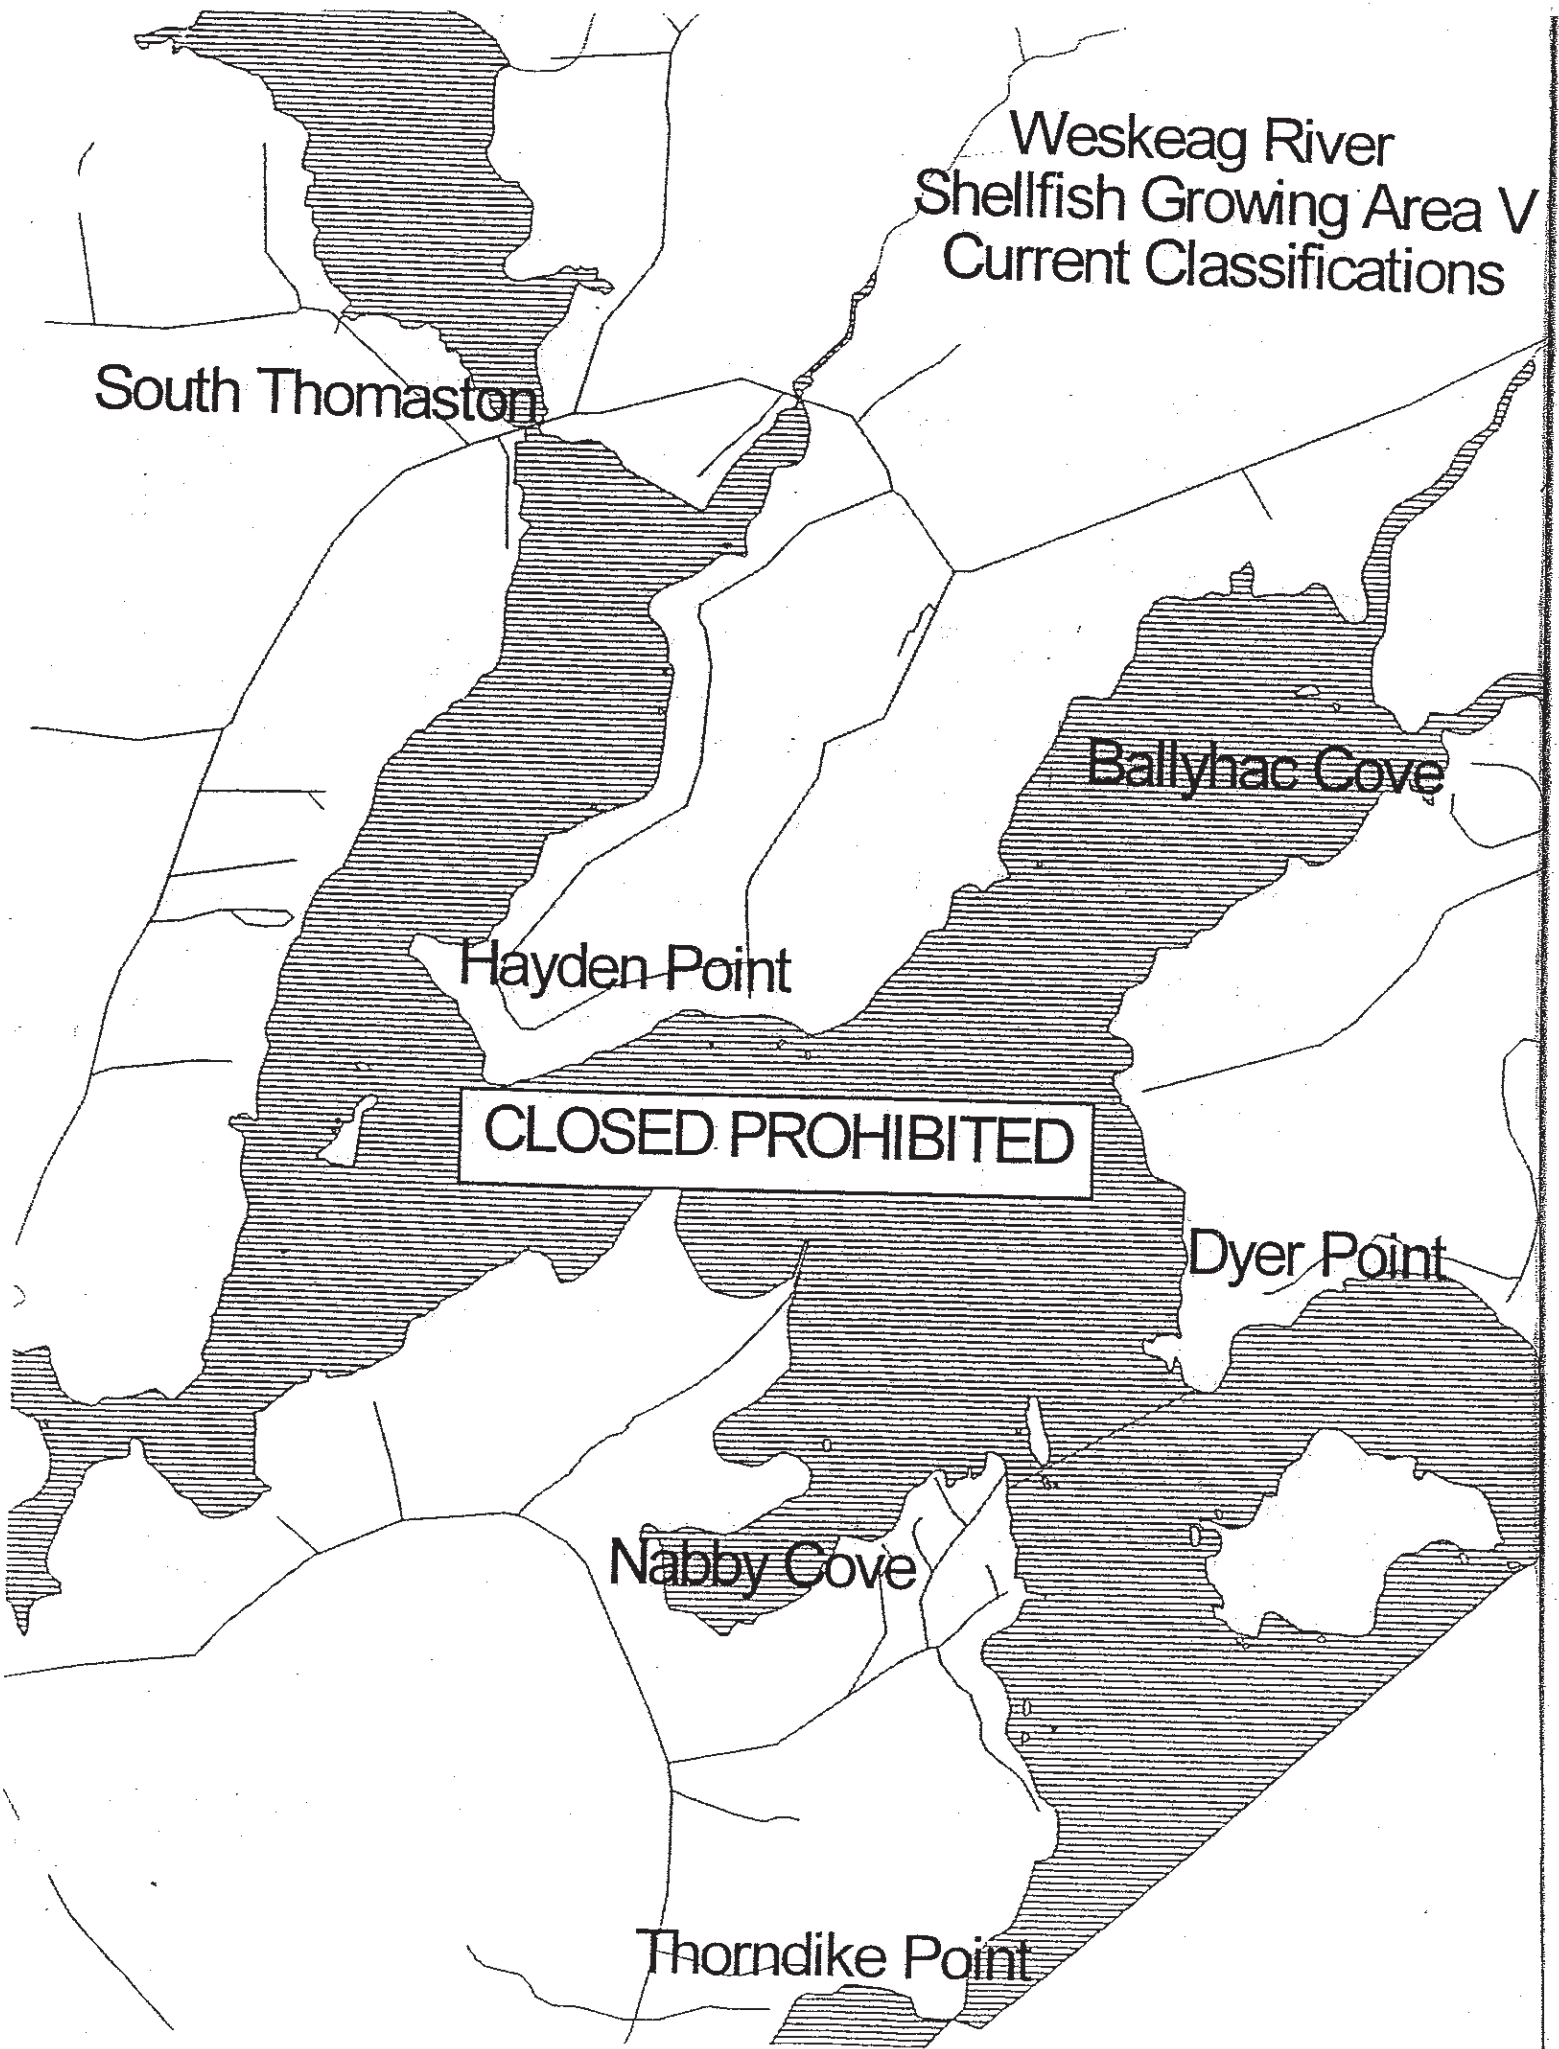 Weskeag River
Shellfish Growing Area V
Current Classifications
South Thomaston
Ballyhac Cove
Hayden Point
CLOSED PROHIBITED
Dyer Point
Nabby Cove
Thorndike Point